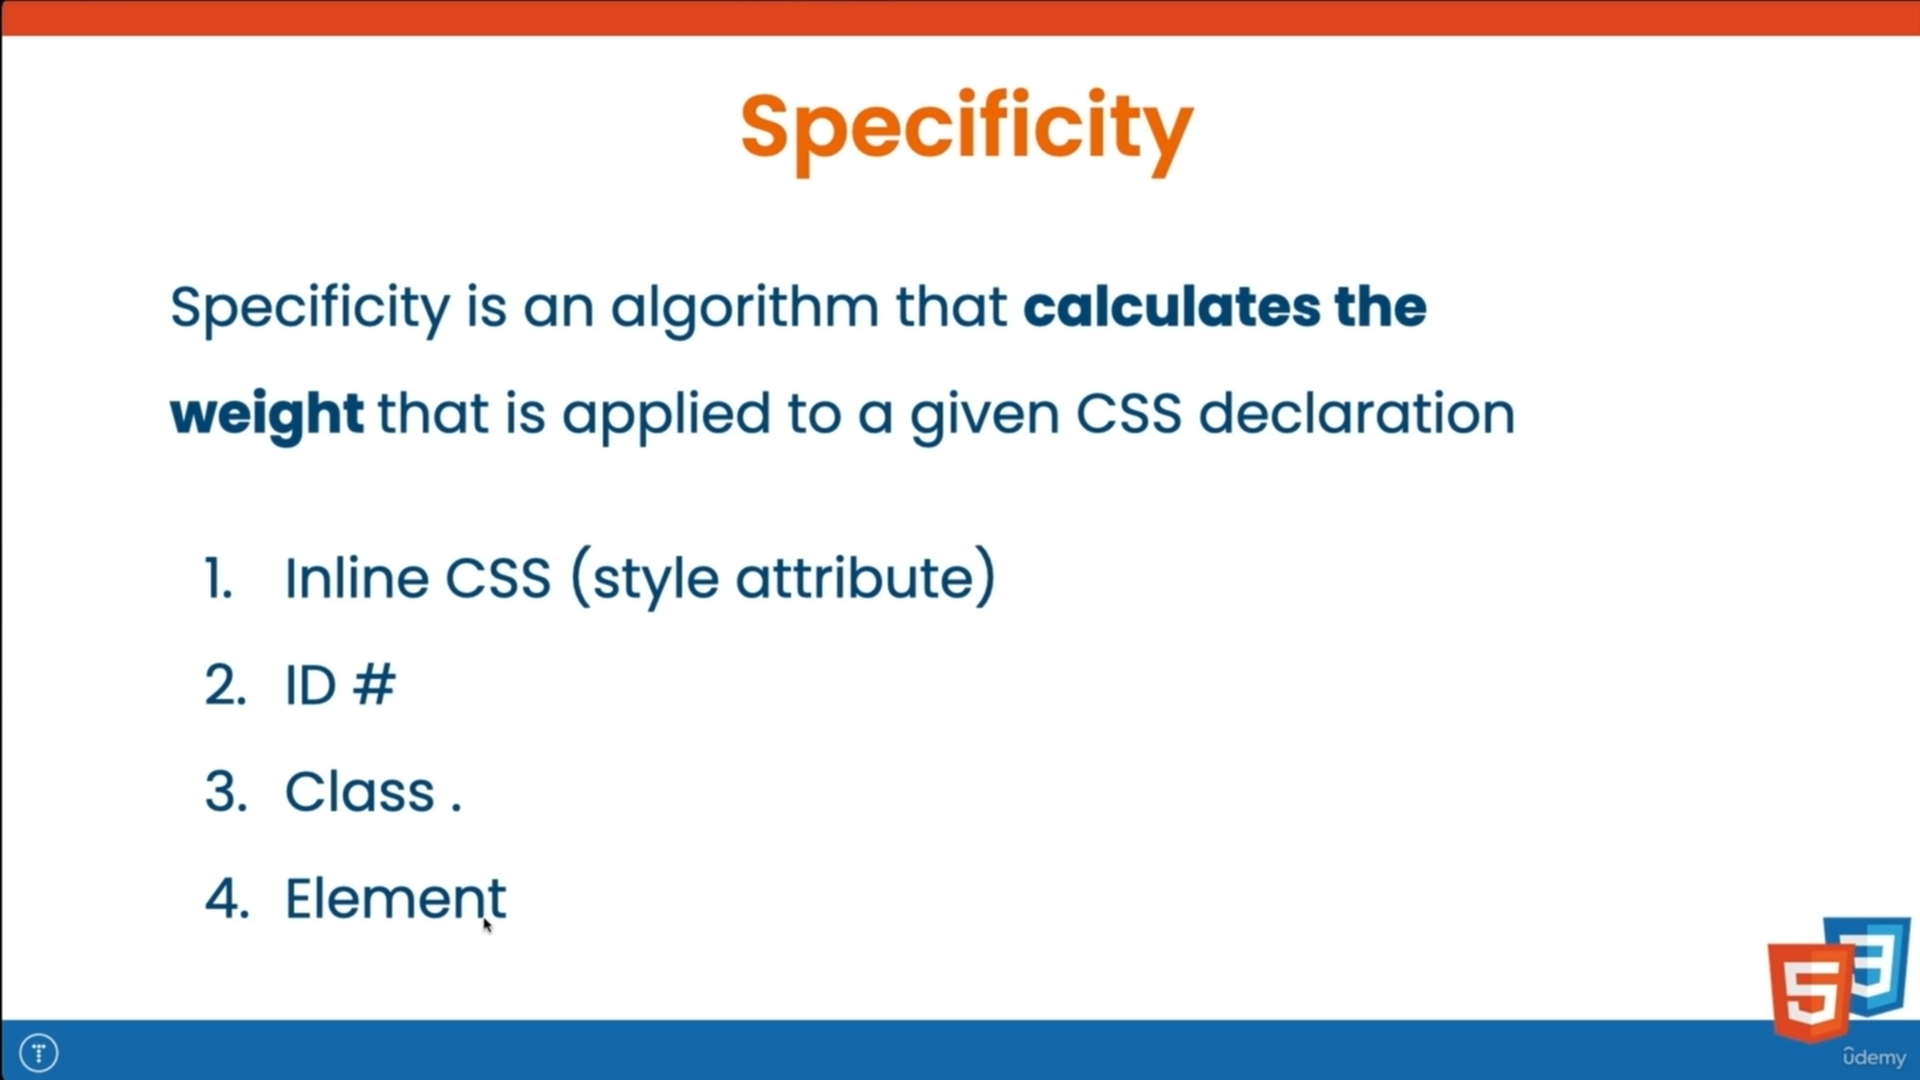 Specificity
Specificity is an algorithm that calculates the
weight that is applied to a given CSS declaration
1. Inline CSS (style attribute)
2. ID #
3. Class .
4. Element
5
3
T
ûdemy